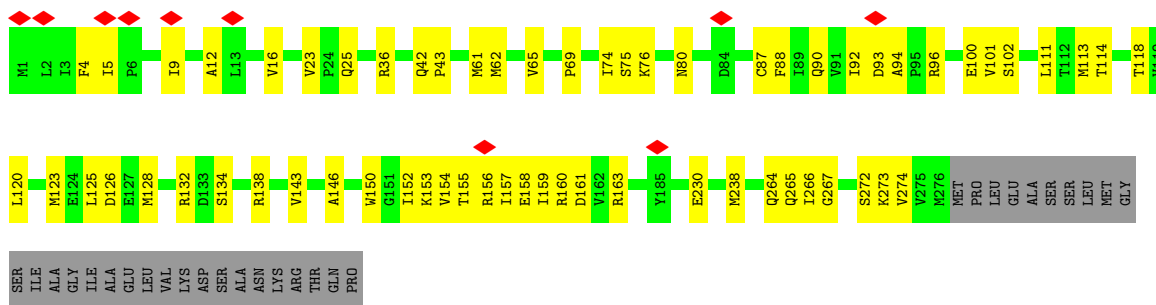 M1 L2 I3 F4 I5 P6 I9 A12 L13 V16 V23 P24 Q25 R36 Q42 P43 M61 M62 V65 P69 I74 S75 K76 N80 D84 C87 F88 I89 Q90 V91 I92 D93 A94 P95 R96 E100 V101 S102 L111 T112 M113 T114 T118 V119
L120 M123 E124 L125 D126 E127 M128 R132 D133 S134 R138 V143 A146 W150 G151 I152 K153 V154 T155 R156 I157 E158 I159 R160 D161 V162 R163 Y185 E230 M238 Q264 Q265 I266 G267 S272 K273 V274 V275 M276 MET PRO LEU GLU ALA SER SER LEU MET GLY
SER ILE ALA GLY ILE ALA GLU LEU VAL LYS ASP SER ALA ASN LYS ARG THR GLN PRO